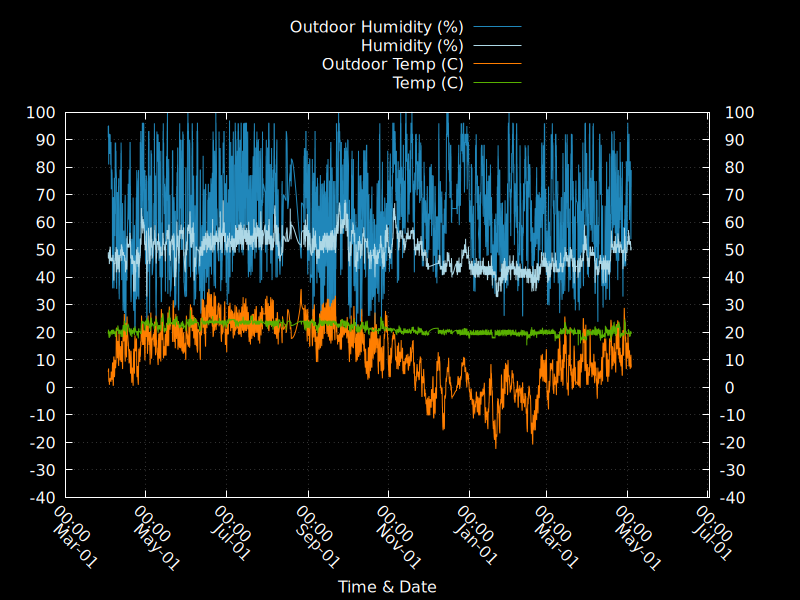 Outdoor Humidity (%)
Humidity (%)
Outdoor Temp (C)
Temp (C)
100 100
90 90
80 80
70 70
60 60
50 50
40 40
30 30
20 20
10 10
0 0
-10 -10
-20 -20
-30 -30
-40 -40
00:00
Mar-01
00:00
May-01
00:00
Jul-01
00:00
Sep-01
00:00
Nov-01
00:00
Jan-01
00:00
Mar-01
00:00
May-01
00:00
Jul-01
Time & Date